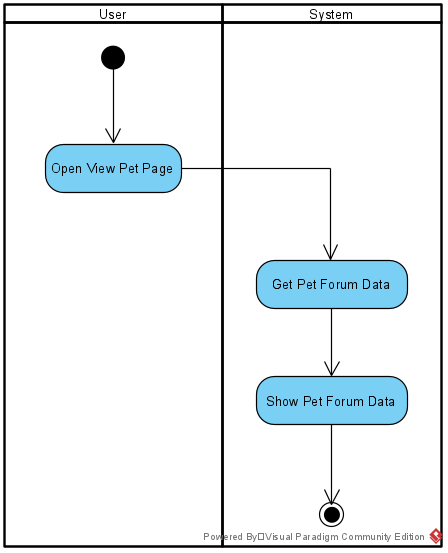 User
System
Open View Pet Page
Get Pet Forum Data
Show Pet Forum Data
Powered By□Visual Paradigm Community Edition